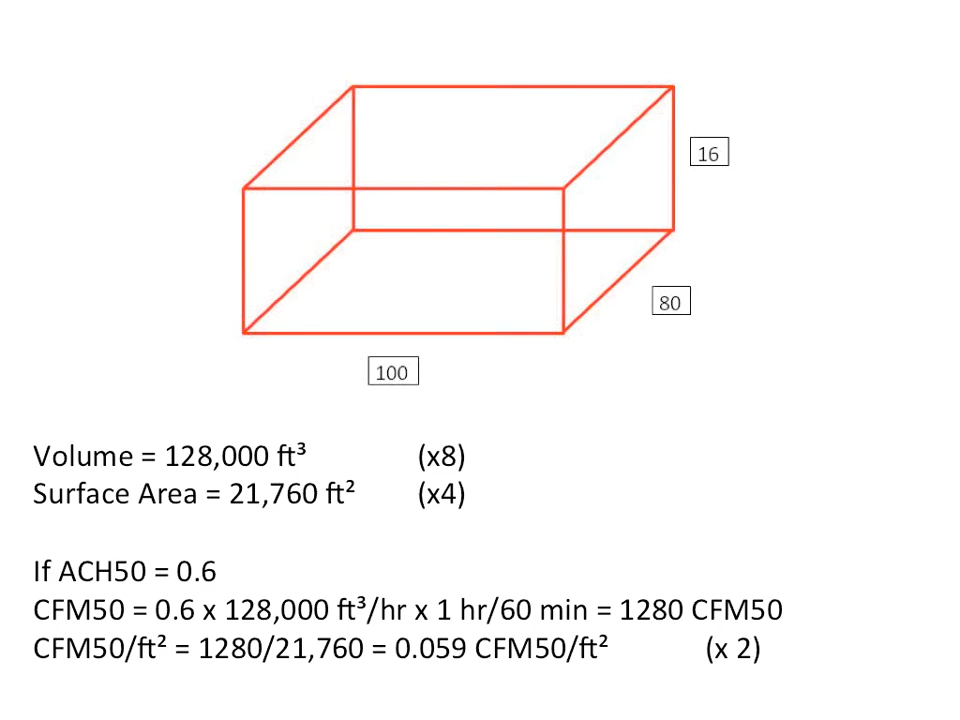 16
80
100
Volume = 128,000 ft³ (x8)
Surface Area = 21,760 ft² (x4)
If ACH50 = 0.6
CFM50 = 0.6 x 128,000 ft³/hr x 1 hr/60 min = 1280 CFM50
CFM50/ft² = 1280/21,760 = 0.059 CFM50/ft² (x 2)